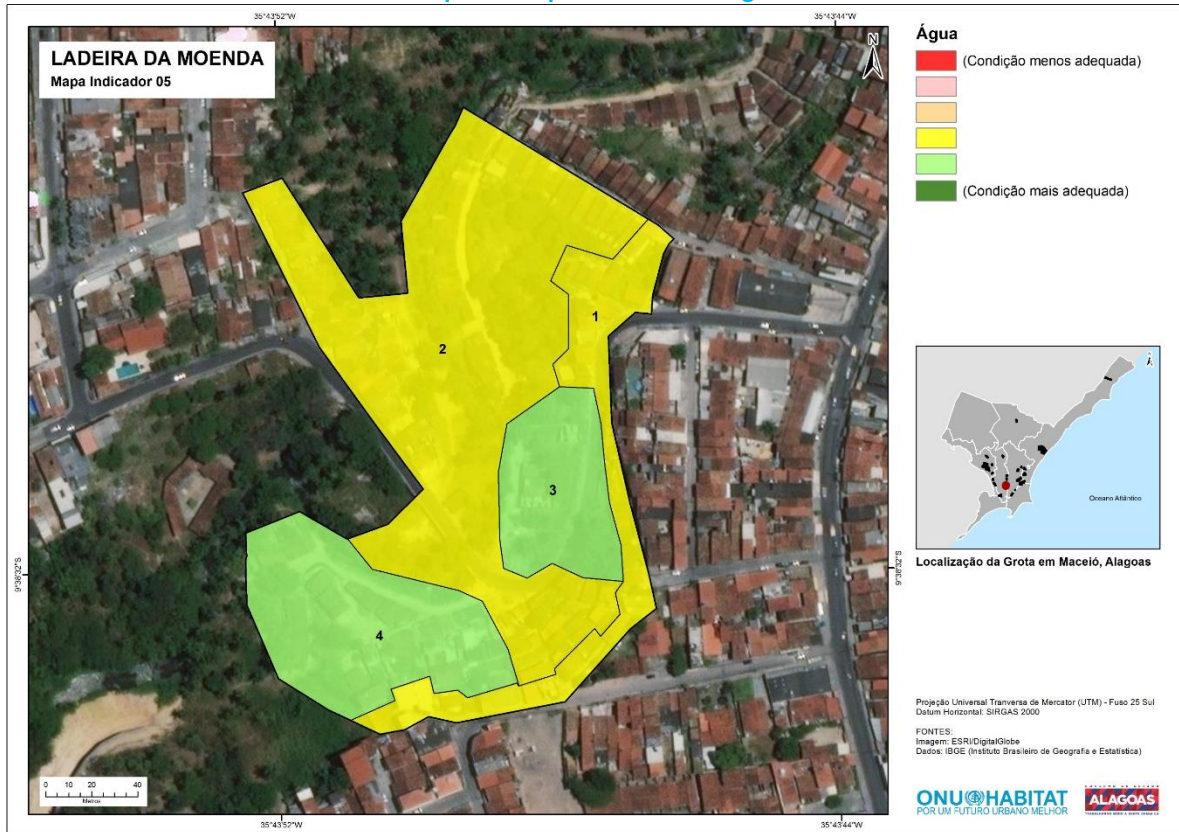 35°43'52"W
35°43'44"W
LADEIRA DA MOENDA
Mapa Indicador 05
N
Água
(Condição menos adequada)
(Condição mais adequada)
1
2
3
4
9°38'32"S
9°38'32"S
Oceano Atlântico
Localização da Grota em Maceió, Alagoas
Projeção Universal Tranversa de Mercator (UTM) - Fuso 25 Sul
Datum Horizontal: SIRGAS 2000
FONTES:
Imagem: ESRI/DigitalGlobe
Dados: IBGE (Instituto Brasileiro de Geografia e Estatística)
0 10 20 40
Metros
35°43'52"W
35°43'44"W
ONU HABITAT
POR UM FUTURO URBANO MELHOR
ALAGOAS